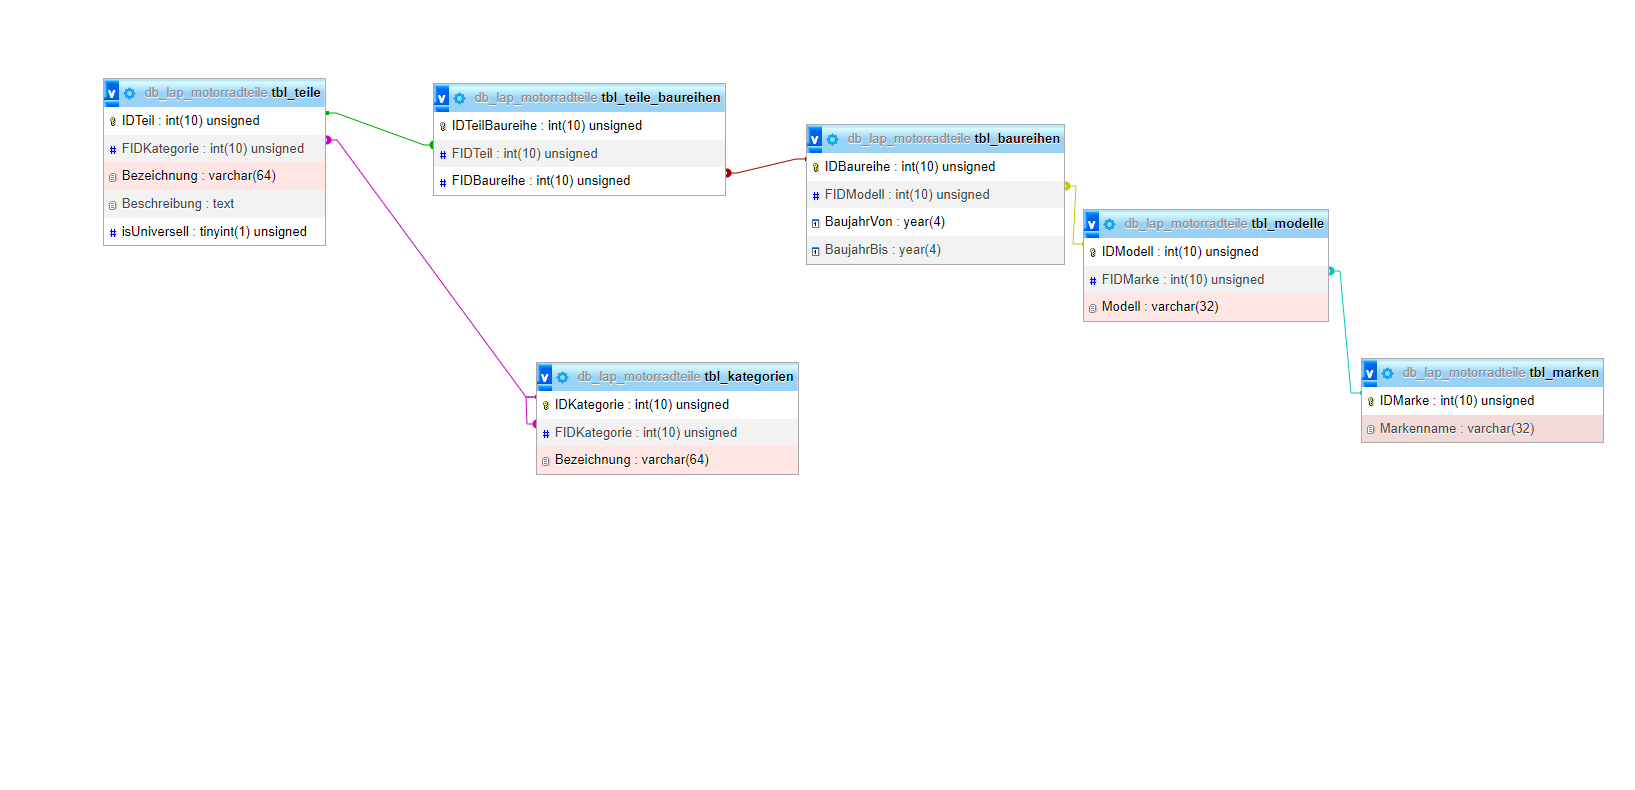 v db_lap_motorradteile tbl_teile
IDTeil : int(10) unsigned
# FIDKategorie : int(10) unsigned
Bezeichnung : varchar(64)
Beschreibung : text
# isUniversell : tinyint(1) unsigned
v db_lap_motorradteile tbl_teile_baureihen
IDTeilBaureihe : int(10) unsigned
# FIDTeil : int(10) unsigned
# FIDBaureihe : int(10) unsigned
v db_lap_motorradteile tbl_baureihen
IDBaureihe : int(10) unsigned
# FIDModell : int(10) unsigned
BaujahrVon : year(4)
BaujahrBis : year(4)
v db_lap_motorradteile tbl_modelle
IDModell : int(10) unsigned
# FIDMarke : int(10) unsigned
Modell : varchar(32)
v db_lap_motorradteile tbl_kategorien
IDKategorie : int(10) unsigned
# FIDKategorie : int(10) unsigned
Bezeichnung : varchar(64)
v db_lap_motorradteile tbl_marken
IDMarke : int(10) unsigned
Markenname : varchar(32)